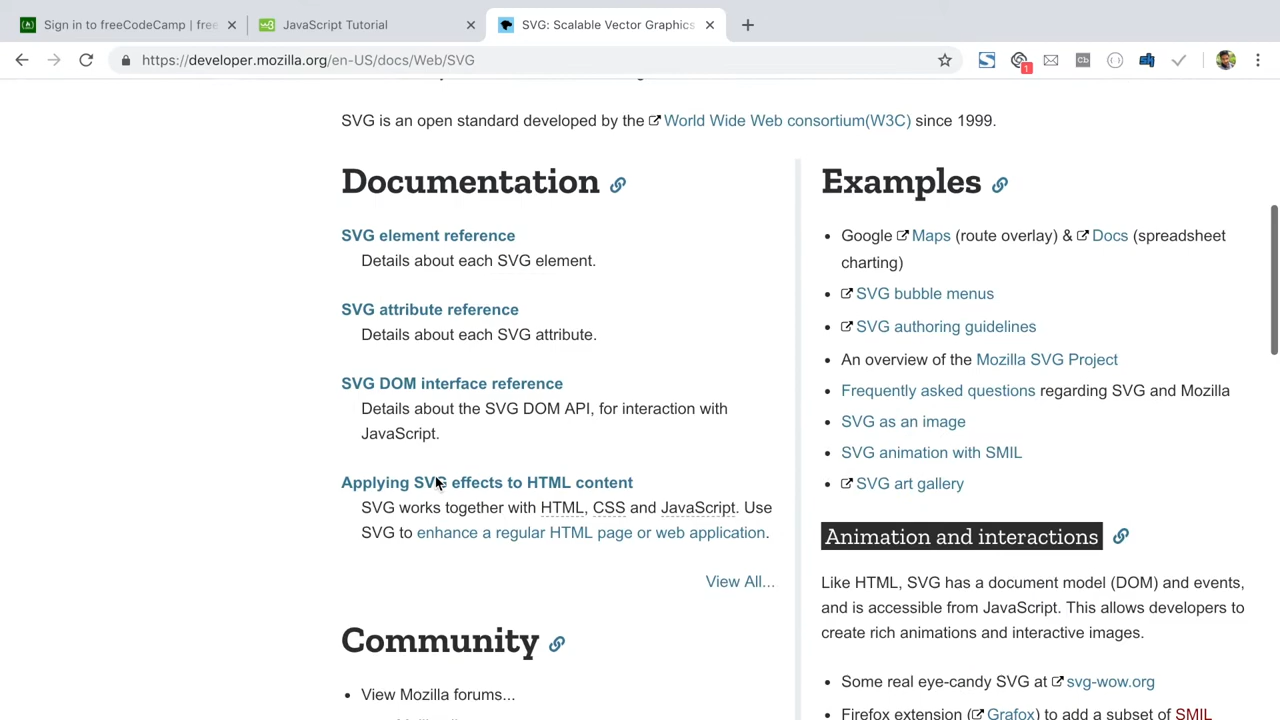 Sign in to freeCodeCamp | free
JavaScript Tutorial
SVG: Scalable Vector Graphics
https://developer.mozilla.org/en-US/docs/Web/SVG
1
Cb
SVG is an open standard developed by the World Wide Web consortium(W3C) since 1999.
Documentation
SVG element reference
Details about each SVG element.
SVG attribute reference
Details about each SVG attribute.
SVG DOM interface reference
Details about the SVG DOM API, for interaction with
JavaScript.
Applying SVG effects to HTML content
SVG works together with HTML, CSS and JavaScript. Use
SVG to enhance a regular HTML page or web application.
View All...
Community
View Mozilla forums...
Examples
Google Maps (route overlay) & Docs (spreadsheet
charting)
SVG bubble menus
SVG authoring guidelines
An overview of the Mozilla SVG Project
Frequently asked questions regarding SVG and Mozilla
SVG as an image
SVG animation with SMIL
SVG art gallery
Animation and interactions
Like HTML, SVG has a document model (DOM) and events,
and is accessible from JavaScript. This allows developers to
create rich animations and interactive images.
Some real eye-candy SVG at svg-wow.org
Firefox extension (Grafox) to add a subset of SMIL